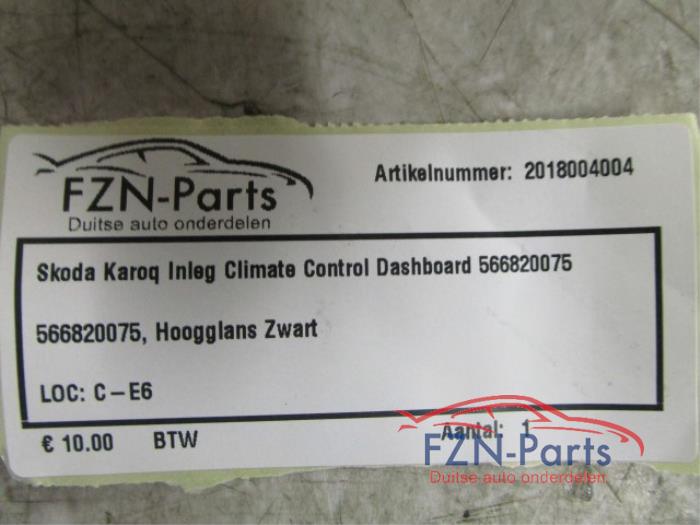 FZN-Parts
Duitse auto onderdelen
Artikelnummer: 2018004004
Skoda Karoq Inleg Climate Control Dashboard 566820075
566820075, Hoogglans Zwart
LOC: C-E6
€ 10.00 BTW Aantal: 1
FZN-Parts
Duitse auto onderdelen